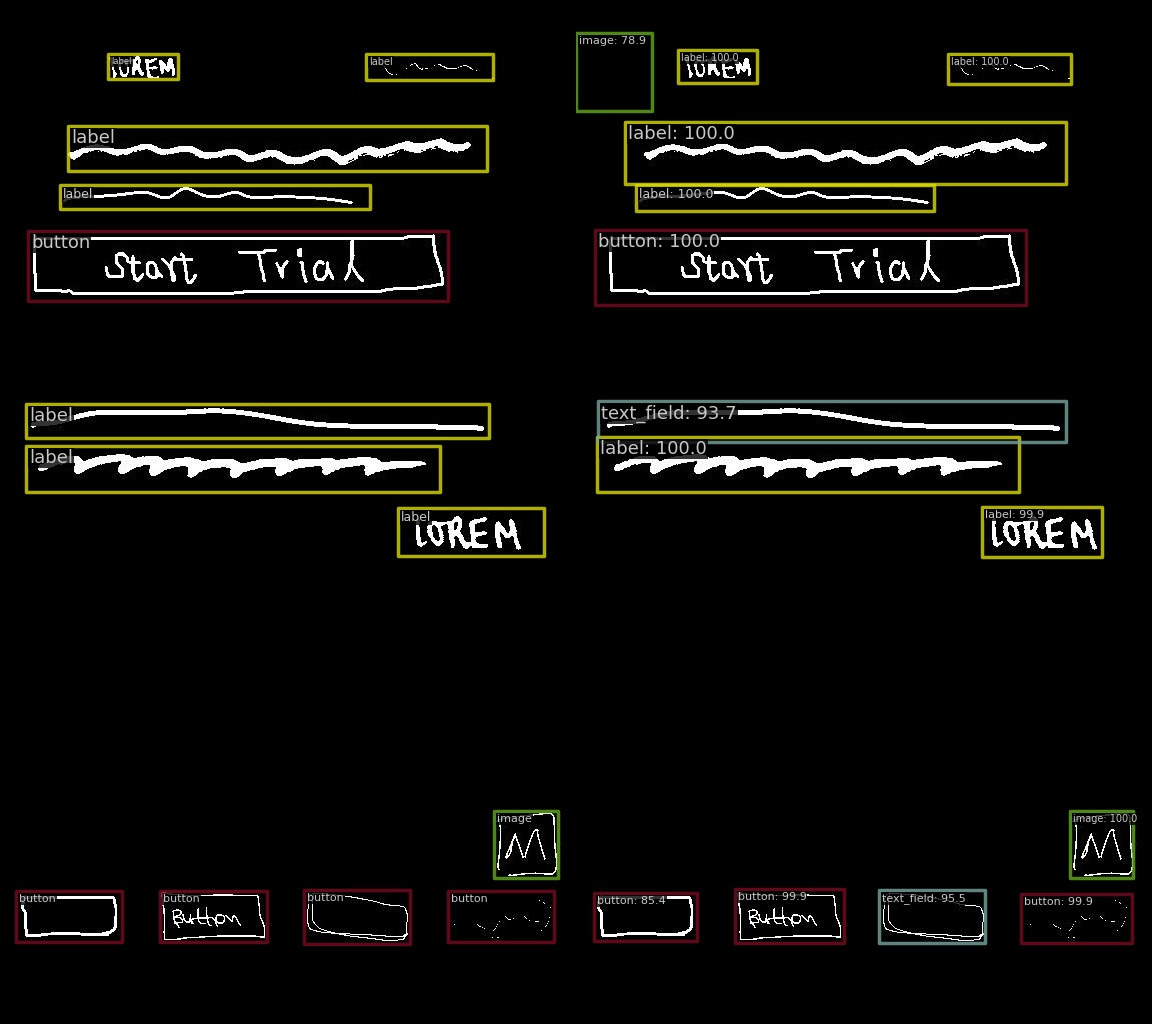 image: 78.9
label
lOREM
label
label: 100.0
lOREM
label: 100.0
label
label: 100.0
label
label: 100.0
button
Start Trial
button: 100.0
Start Trial
label
text_field: 93.7
label
label: 100.0
label
lOREM
label: 99.9
lOREM
image
M
image: 100.0
M
button
button
Button
button
button
button: 85.4
button: 99.9
Button
text_field: 95.5
button: 99.9